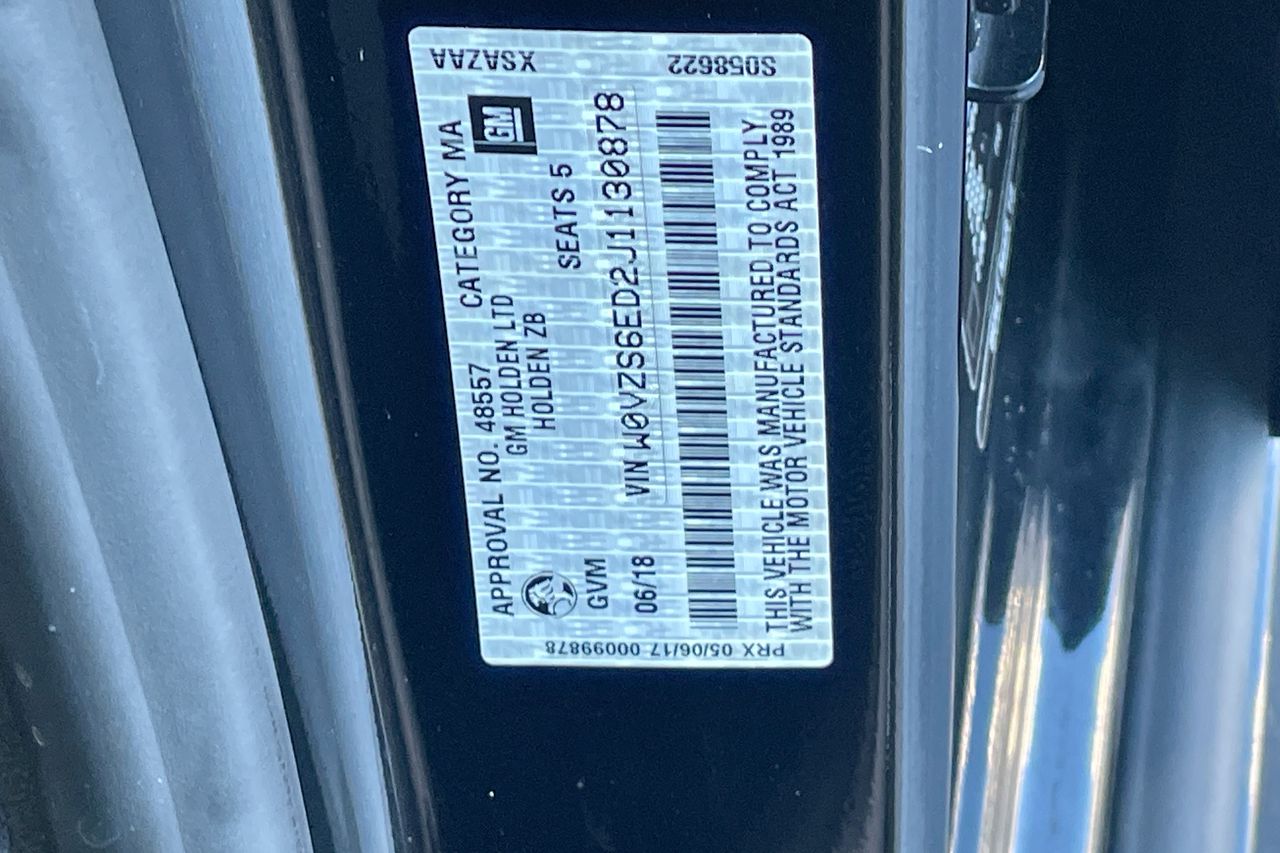 APPROVAL NO. 48557 CATEGORY MA
GM HOLDEN LTD
HOLDEN ZB
GM
GVM SEATS 5
06/18 VIN W0VZS6ED2J1130878
THIS VEHICLE WAS MANUFACTURED TO COMPLY
WITH THE MOTOR VEHICLE STANDARDS ACT 1989
PRX 05/06/17 00099878
S058622
XSAZAA